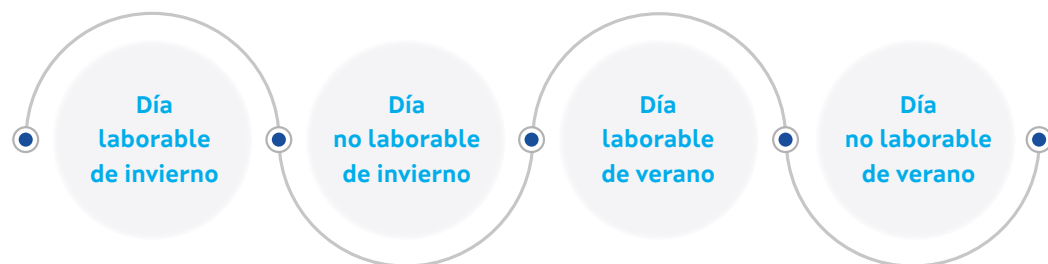 Día
laborable
de invierno
Día
no laborable
de invierno
Día
laborable
de verano
Día
no laborable
de verano